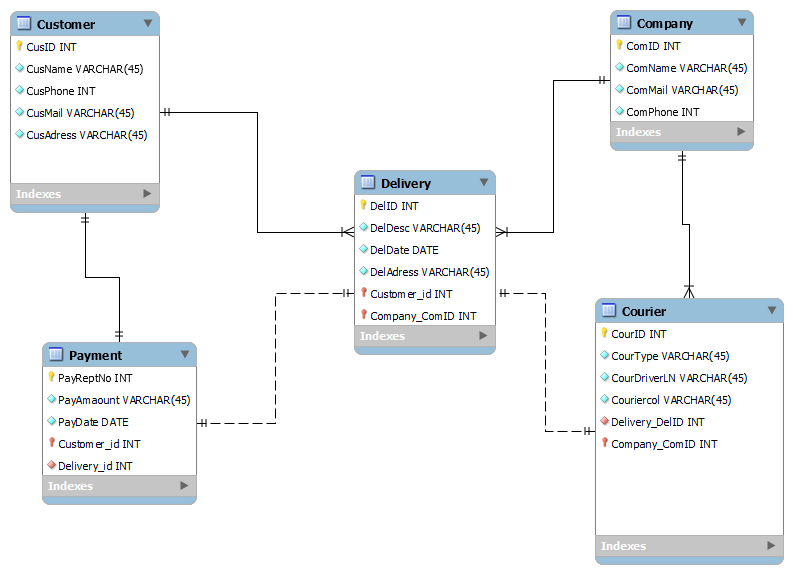 Customer
CusID INT
CusName VARCHAR(45)
CusPhone INT
CusMail VARCHAR(45)
CusAdress VARCHAR(45)
Indexes
Company
ComID INT
ComName VARCHAR(45)
ComMail VARCHAR(45)
ComPhone INT
Indexes
Delivery
DelID INT
DelDesc VARCHAR(45)
DelDate DATE
DelAdress VARCHAR(45)
Customer_id INT
Company_ComID INT
Indexes
Payment
PayReptNo INT
PayAmaount VARCHAR(45)
PayDate DATE
Customer_id INT
Delivery_id INT
Indexes
Courier
CourID INT
CourType VARCHAR(45)
CourDriverLN VARCHAR(45)
Couriercol VARCHAR(45)
Delivery_DelID INT
Company_ComID INT
Indexes